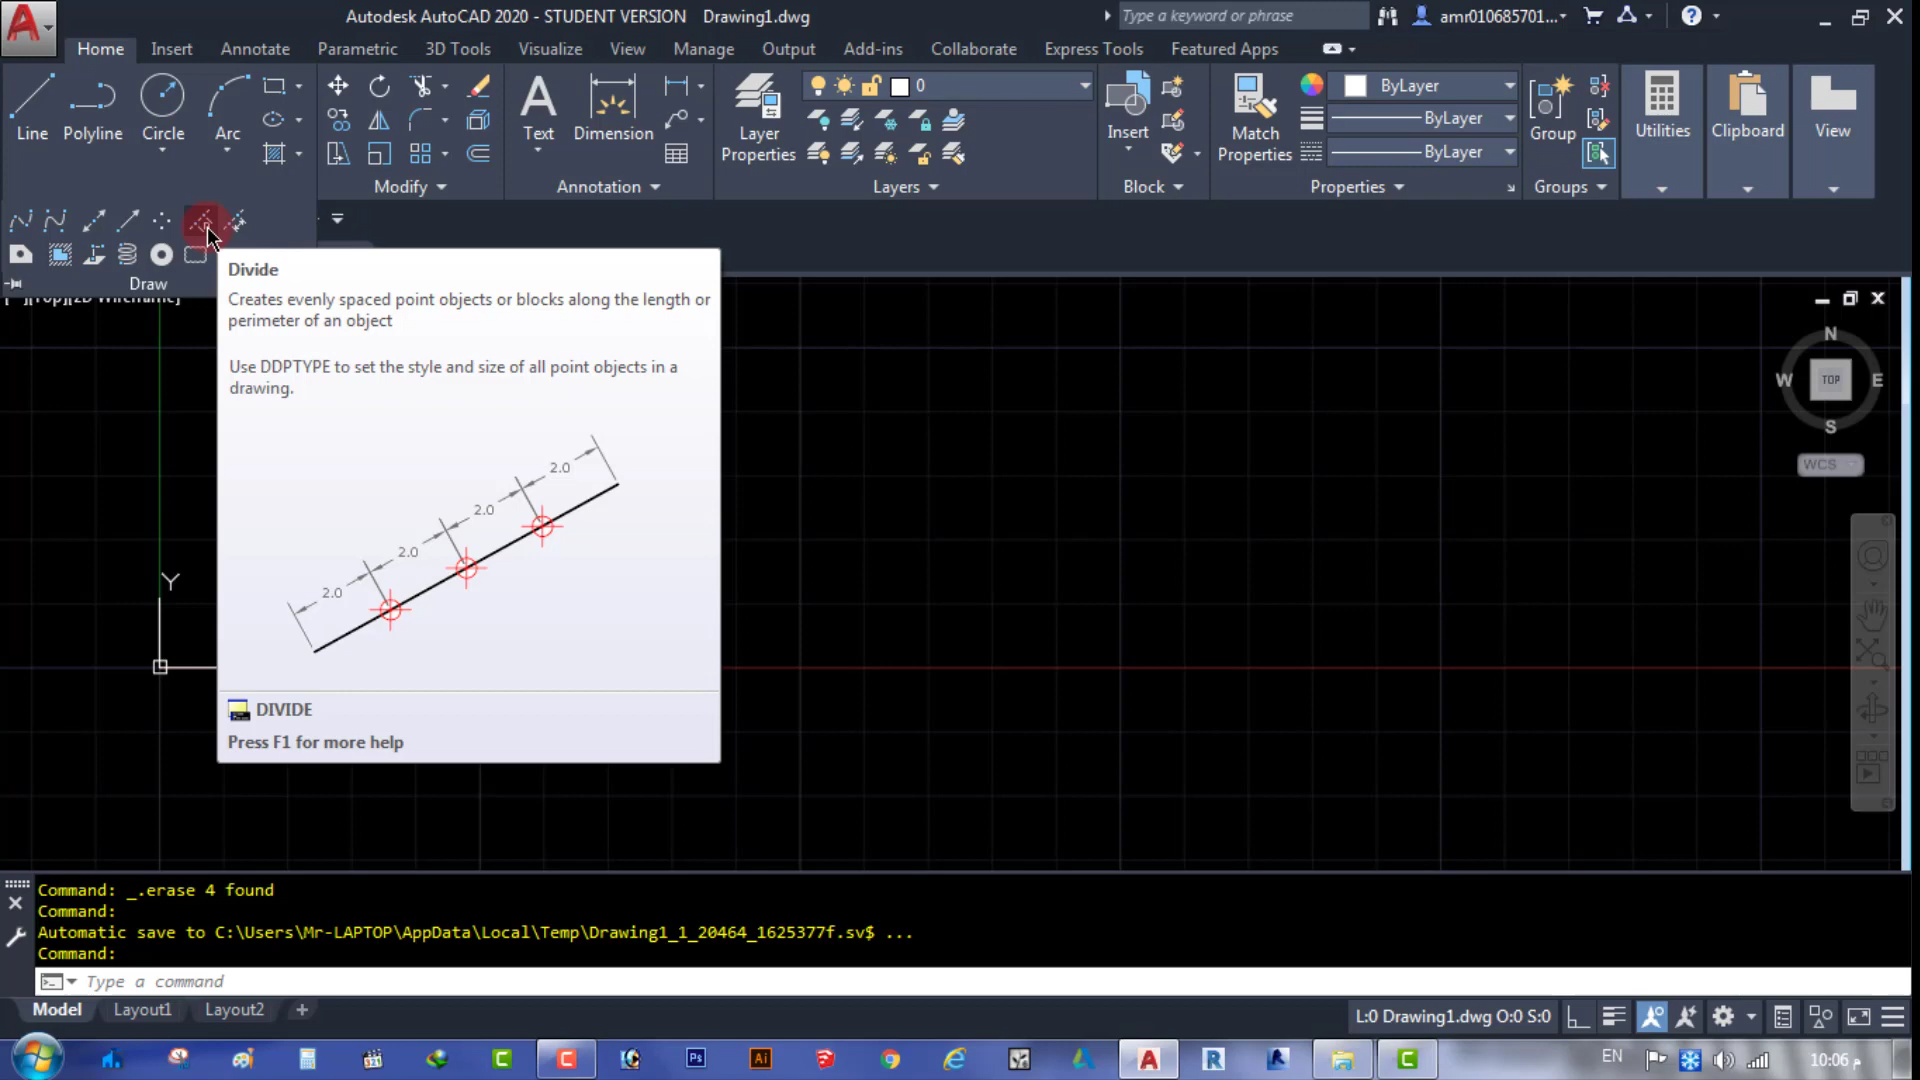 Autodesk AutoCAD 2020 - STUDENT VERSION Drawing1.dwg
Type a keyword or phrase
amr010685701...
Home Insert Annotate Parametric 3D Tools Visualize View Manage Output Add-ins Collaborate Express Tools Featured Apps
Line Polyline Circle Arc
Text Dimension
Layer Properties
0
Insert
Match Properties
ByLayer
ByLayer
ByLayer
Group
Utilities
Clipboard
View
Modify Annotation Layers Block Properties Groups
Draw
Divide
Creates evenly spaced point objects or blocks along the length or
perimeter of an object
Use DDPTYPE to set the style and size of all point objects in a
drawing.
2.0
2.0
2.0
2.0
DIVIDE
Press F1 for more help
Y
N
W TOP E
S
WCS
Command: _.erase 4 found
Command:
Automatic save to C:\Users\Mr-LAPTOP\AppData\Local\Temp\Drawing1_1_20464_1625377f.sv$ ...
Command:
Type a command
Model Layout1 Layout2 +
L:0 Drawing1.dwg O:0 S:0
Ps Ai EN 10:06 م